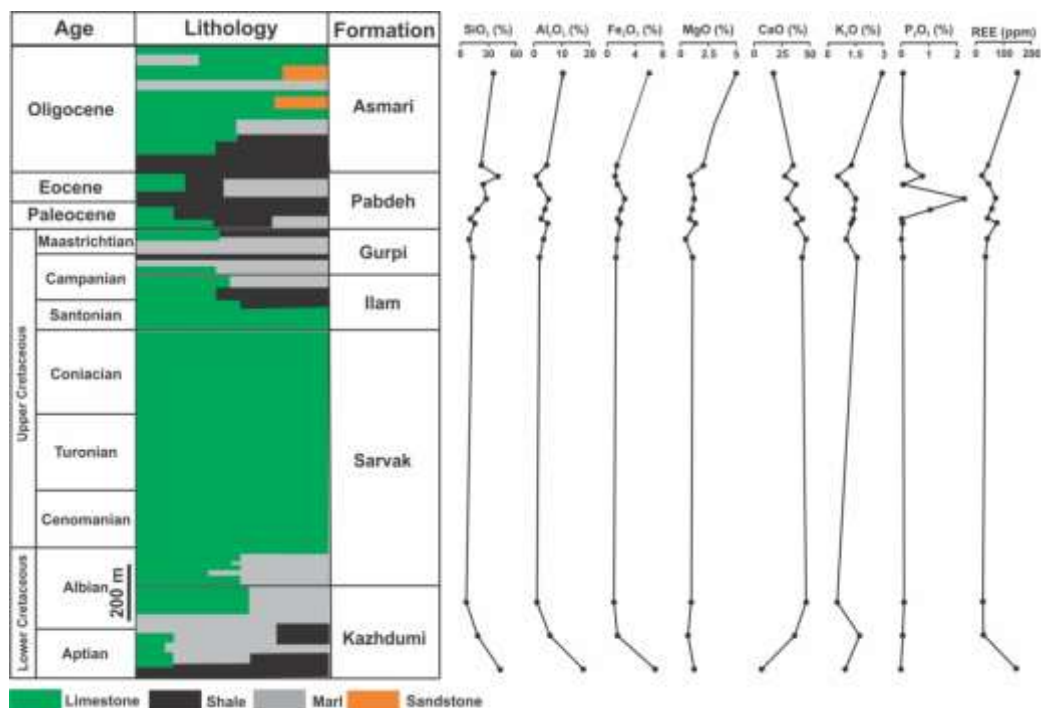 Age Lithology Formation
SiO₂ (%) Al₂O₃ (%) Fe₂O₃ (%) MgO (%) CaO (%) K₂O (%) P₂O₅ (%) REE (ppm)
0 30 60 0 10 20 0 4 8 0 2.5 5 0 25 50 0 1.5 3 0 1 2 0 100 200
Oligocene
Asmari
Eocene
Paleocene
Pabdeh
Upper Cretaceous
Maastrichtian
Gurpi
Campanian
Ilam
Santonian
Coniacian
Turonian
Sarvak
Cenomanian
Lower Cretaceous
Albian
200 m
Aptian
Kazhdumi
Limestone Shale Marl Sandstone